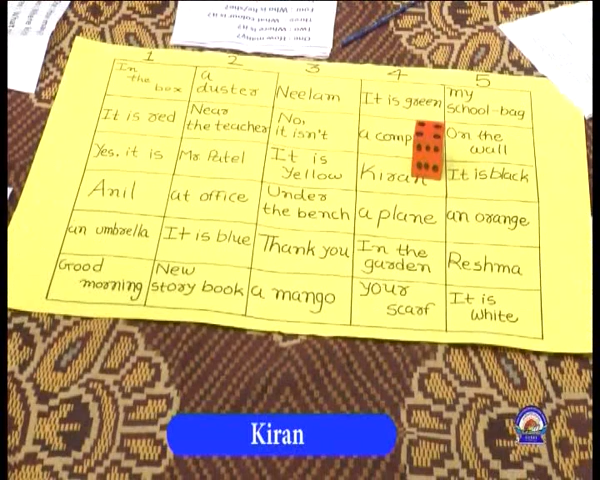 1 2 3 4 5
In the box
a duster
Neelam
It is green
my school-bag
It is red
Near the teacher
No, it isn't
a comp
On the wall
Yes, it is
Mr. Patel
It is yellow
Kiran
It is black
Anil
at office
Under the bench
a plane
an orange
an umbrella
It is blue
Thank you
In the garden
Reshma
Good morning
New story book
a mango
your scarf
It is white
Kiran